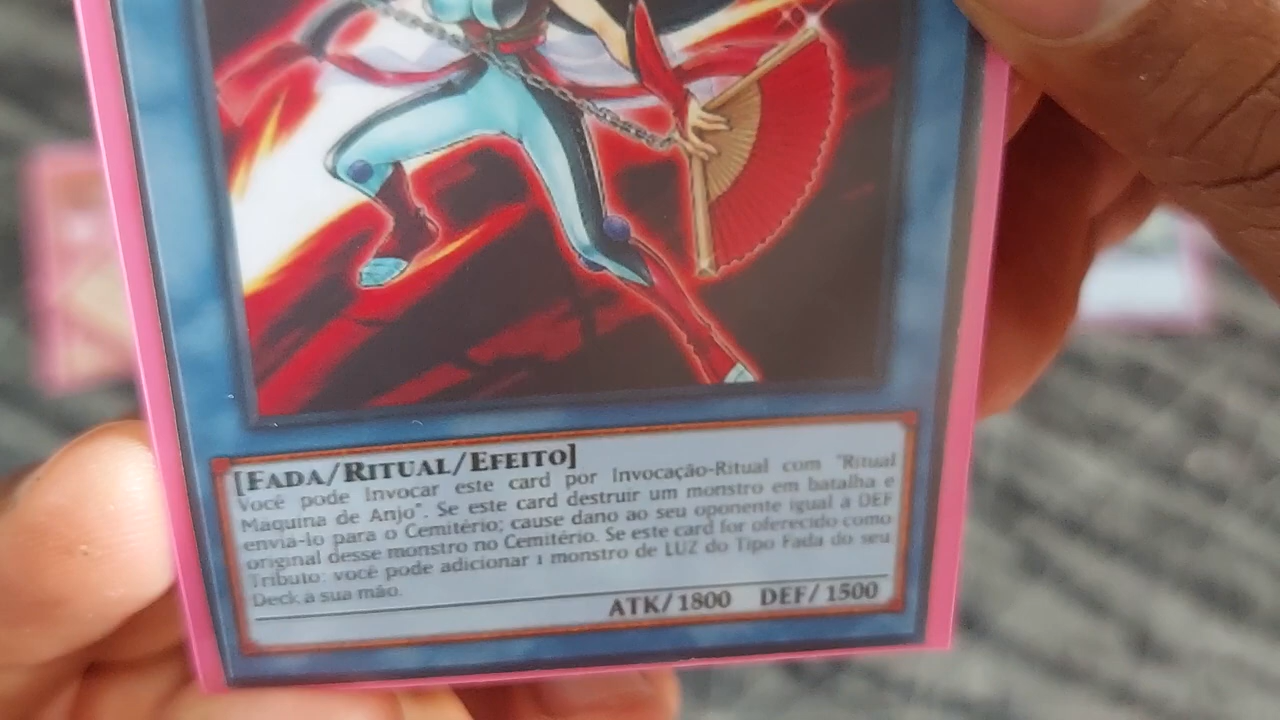 [FADA/RITUAL/EFEITO]
Você pode Invocar este card por Invocação-Ritual com "Ritual
Maquina de Anjo". Se este card destruir um monstro em batalha e
envia-lo para o Cemitério: cause dano ao seu oponente igual a DEF
original desse monstro no Cemitério. Se este card for oferecido como
Tributo: você pode adicionar 1 monstro de LUZ do Tipo Fada do seu
Deck à sua mão.
ATK/1800 DEF/1500